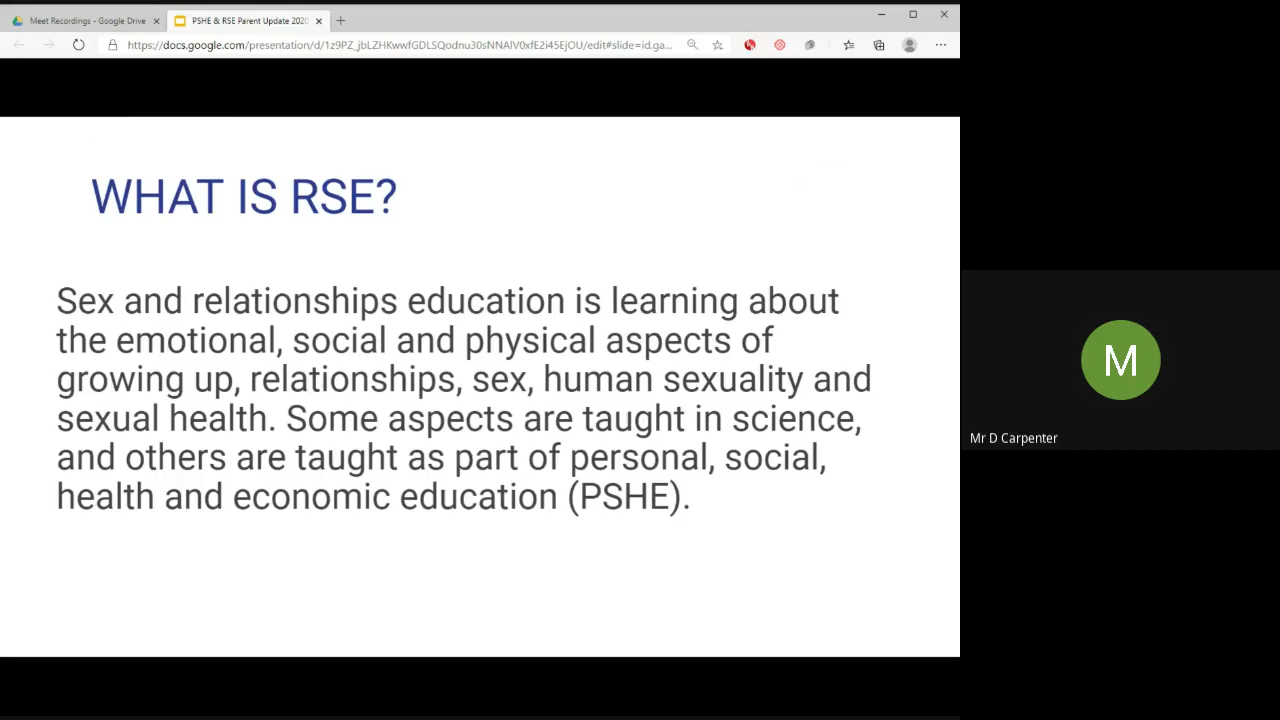 Meet Recordings - Google Drive
PSHE & RSE Parent Update 2020
https://docs.google.com/presentation/d/1z9PZ_jbLZHKwwfGDLSQodnu30sNNAlV0xfE2i45EjOU/edit#slide=id.ga...
WHAT IS RSE?
Sex and relationships education is learning about
the emotional, social and physical aspects of
growing up, relationships, sex, human sexuality and
sexual health. Some aspects are taught in science,
and others are taught as part of personal, social,
health and economic education (PSHE).
M
Mr D Carpenter